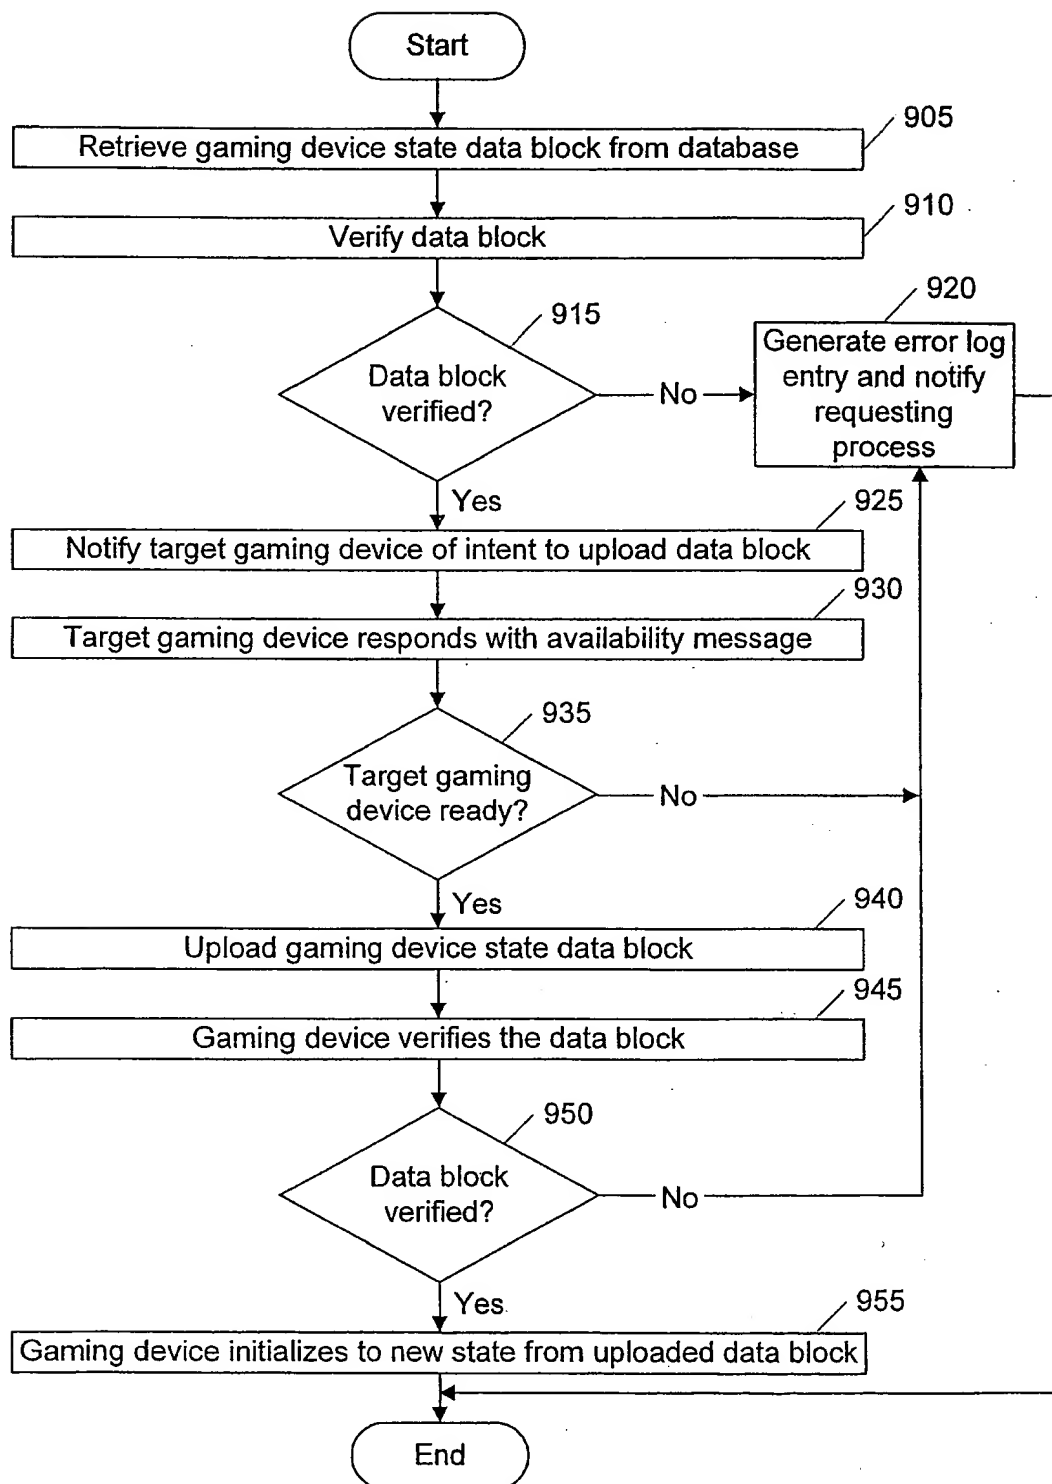 Start
905
Retrieve gaming device state data block from database
910
Verify data block
915
920
Data block
verified?
No
Generate error log
entry and notify
requesting
process
Yes
925
Notify target gaming device of intent to upload data block
930
Target gaming device responds with availability message
935
Target gaming
device ready?
No
Yes
940
Upload gaming device state data block
945
Gaming device verifies the data block
950
Data block
verified?
No
Yes
955
Gaming device initializes to new state from uploaded data block
End